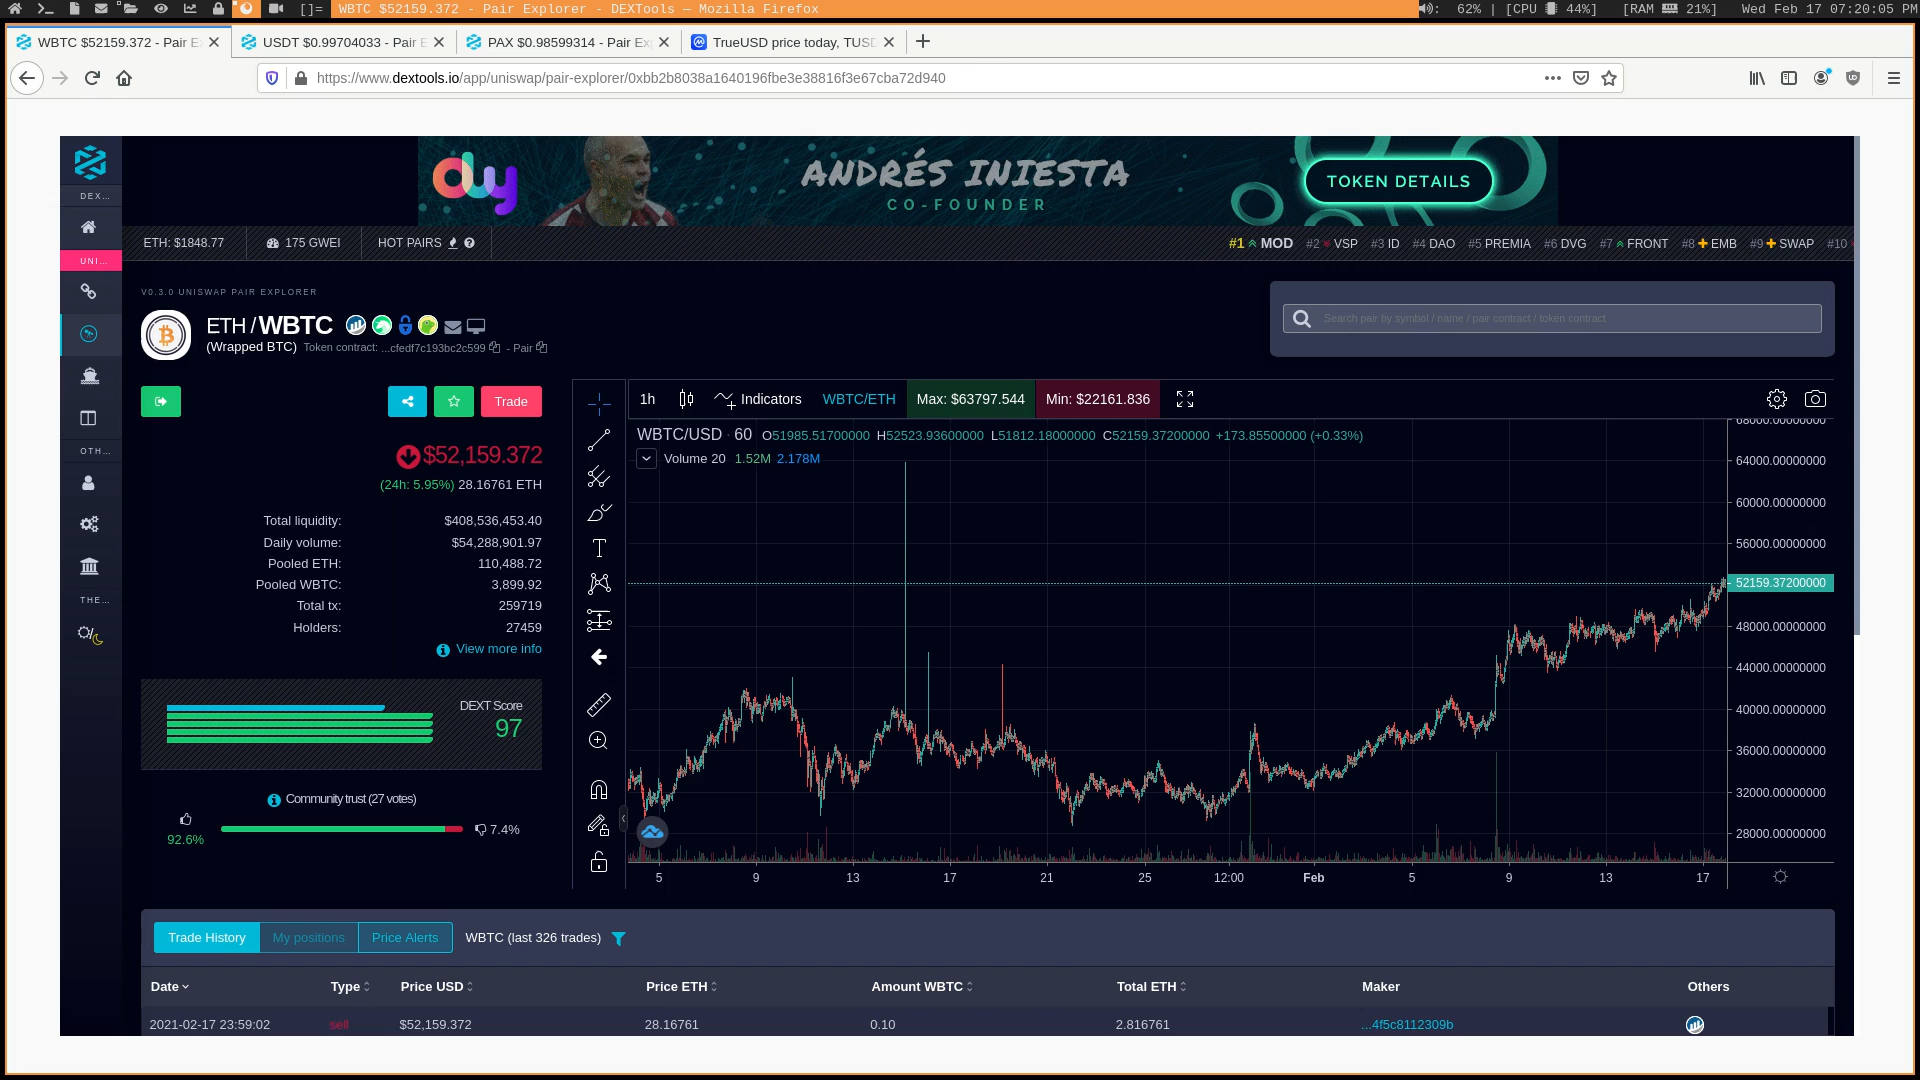 []= WBTC $52159.372 - Pair Explorer - DEXTools — Mozilla Firefox : 62% | [CPU 44%] [RAM 21%] Wed Feb 17 07:20:05 PM
WBTC $52159.372 - Pair E USDT $0.99704033 - Pair E PAX $0.98599314 - Pair Ex TrueUSD price today, TUSD
https://www.dextools.io/app/uniswap/pair-explorer/0xbb2b8038a1640196fbe3e38816f3e67cba72d940
ANDRÉS INIESTA
CO-FOUNDER
TOKEN DETAILS
DEX...
ETH: $1848.77 175 GWEI HOT PAIRS #1 MOD #2 VSP #3 ID #4 DAO #5 PREMIA #6 DVG #7 FRONT #8 EMB #9 SWAP #10
UNI...
V0.3.0 UNISWAP PAIR EXPLORER
ETH / WBTC
(Wrapped BTC) Token contract: ...cfedf7c193bc2c599 - Pair
Search pair by symbol / name / pair contract / token contract
Trade
1h Indicators WBTC/ETH Max: $63797.544 Min: $22161.836
WBTC/USD · 60 O51985.51700000 H52523.93600000 L51812.18000000 C52159.37200000 +173.85500000 (+0.33%)
Volume 20 1.52M 2.178M
$52,159.372
(24h: 5.95%) 28.16761 ETH
Total liquidity: $408,536,453.40
Daily volume: $54,288,901.97
Pooled ETH: 110,488.72
Pooled WBTC: 3,899.92
Total tx: 259719
Holders: 27459
View more info
OTH...
THE...
DEXT Score
97
Community trust (27 votes)
92.6%
7.4%
68000.00000000
64000.00000000
60000.00000000
56000.00000000
52159.37200000
48000.00000000
44000.00000000
40000.00000000
36000.00000000
32000.00000000
28000.00000000
5 9 13 17 21 25 12:00 Feb 5 9 13 17
Trade History My positions Price Alerts WBTC (last 326 trades)
Date Type Price USD Price ETH Amount WBTC Total ETH Maker Others
2021-02-17 23:59:02 sell $52,159.372 28.16761 0.10 2.816761 ...4f5c8112309b